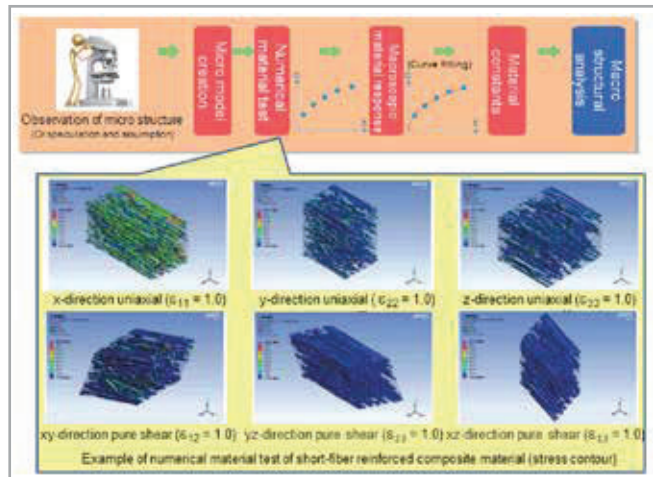 Observation of micro structure
(Or speculation and assumption)
Micro model
creation
Numerical
material test
Macroscopic
material response
(Curve fitting)
Material
constants
Macro
structural
analysis
x-direction uniaxial (ε11 = 1.0)
y-direction uniaxial (ε22 = 1.0)
z-direction uniaxial (ε33 = 1.0)
xy-direction pure shear (ε12 = 1.0)
yz-direction pure shear (ε23 = 1.0)
xz-direction pure shear (ε13 = 1.0)
Example of numerical material test of short-fiber reinforced composite material (stress contour)